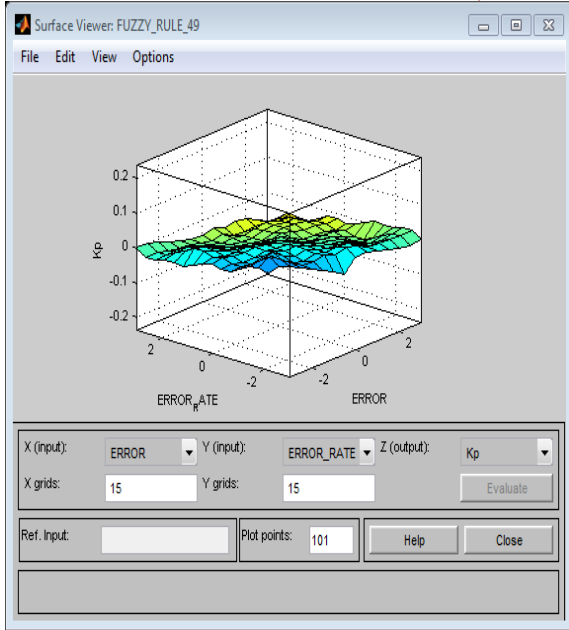 Surface Viewer: FUZZY_RULE_49
File Edit View Options
0.2
0.1
0
-0.1
-0.2
Kp
2
0
-2
ERROR_RATE
-2
0
2
ERROR
X (input): ERROR Y (input): ERROR_RATE Z (output): Kp
X grids: 15 Y grids: 15 Evaluate
Ref. Input: Plot points: 101 Help Close